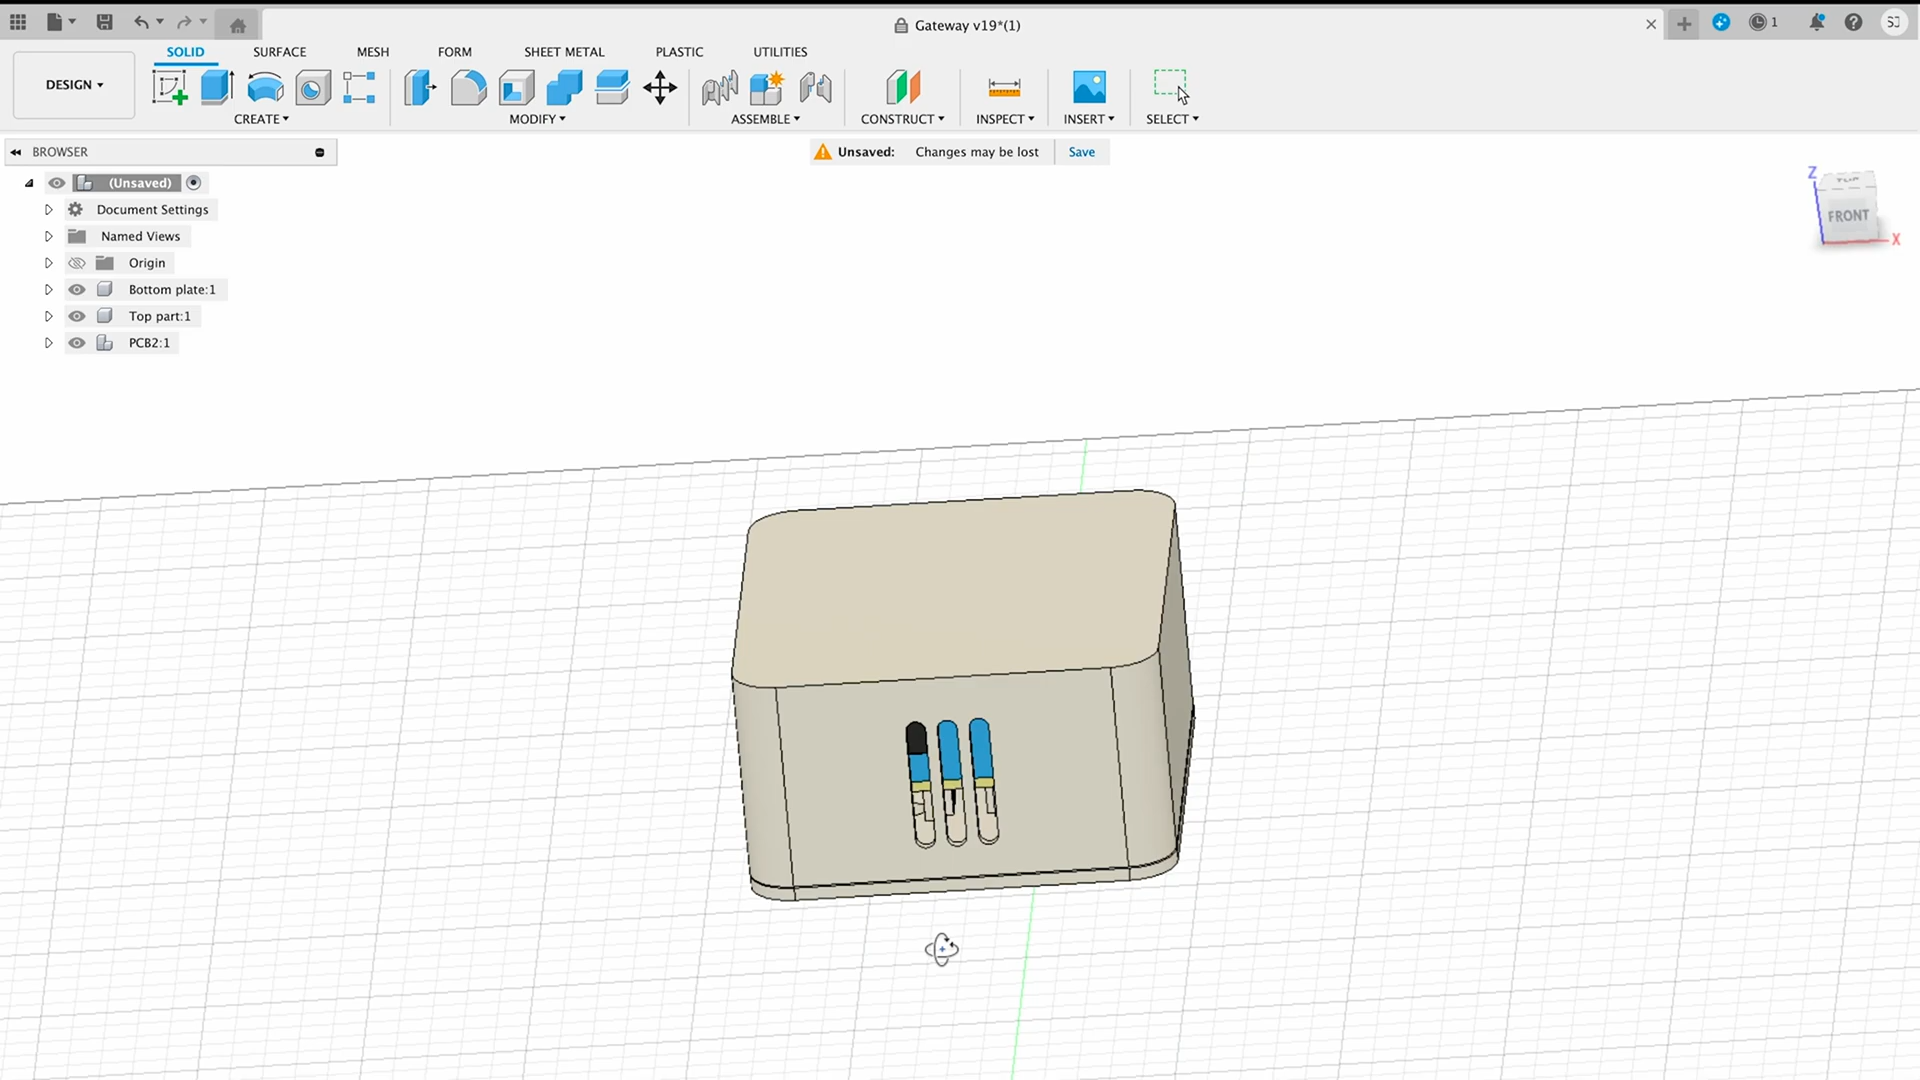 Gateway v19*(1)
1
SJ
DESIGN
SOLID SURFACE MESH FORM SHEET METAL PLASTIC UTILITIES
CREATE MODIFY ASSEMBLE CONSTRUCT INSPECT INSERT SELECT
BROWSER
Unsaved: Changes may be lost Save
(Unsaved)
Document Settings
Named Views
Origin
Bottom plate:1
Top part:1
PCB2:1
Z
TOP
FRONT
X